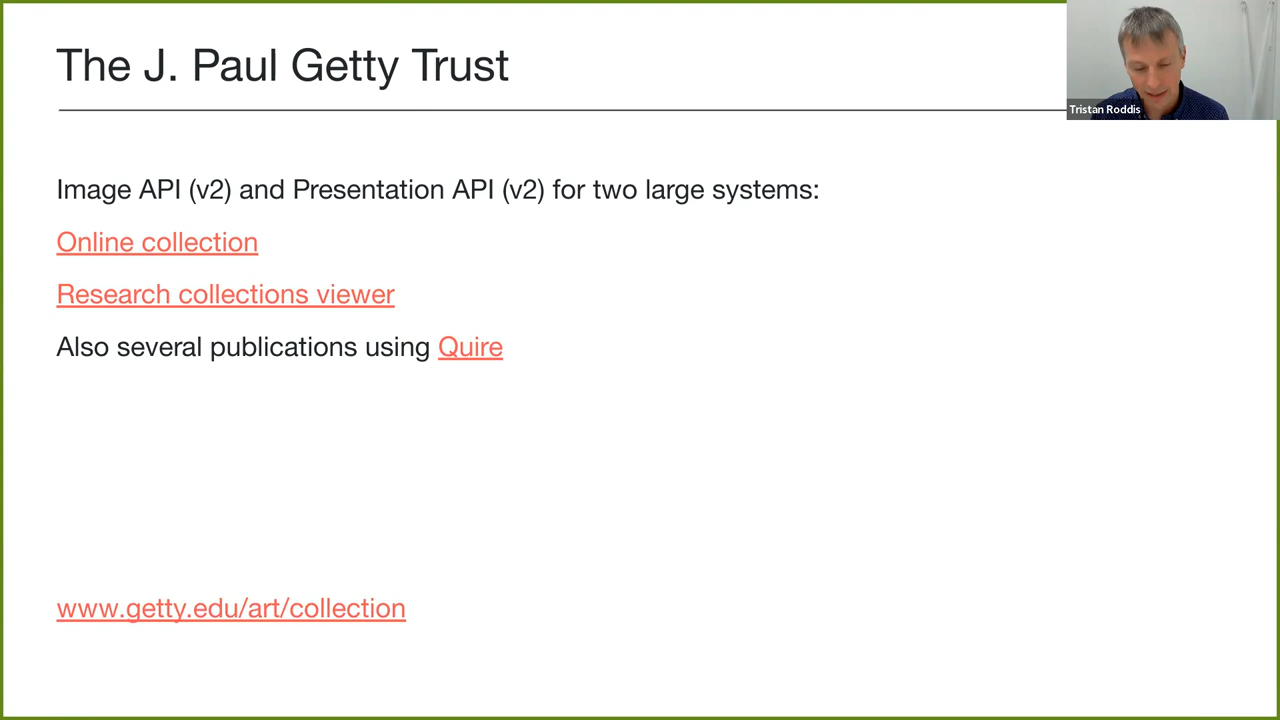 The J. Paul Getty Trust
Tristan Roddis
Image API (v2) and Presentation API (v2) for two large systems:
Online collection
Research collections viewer
Also several publications using Quire
www.getty.edu/art/collection